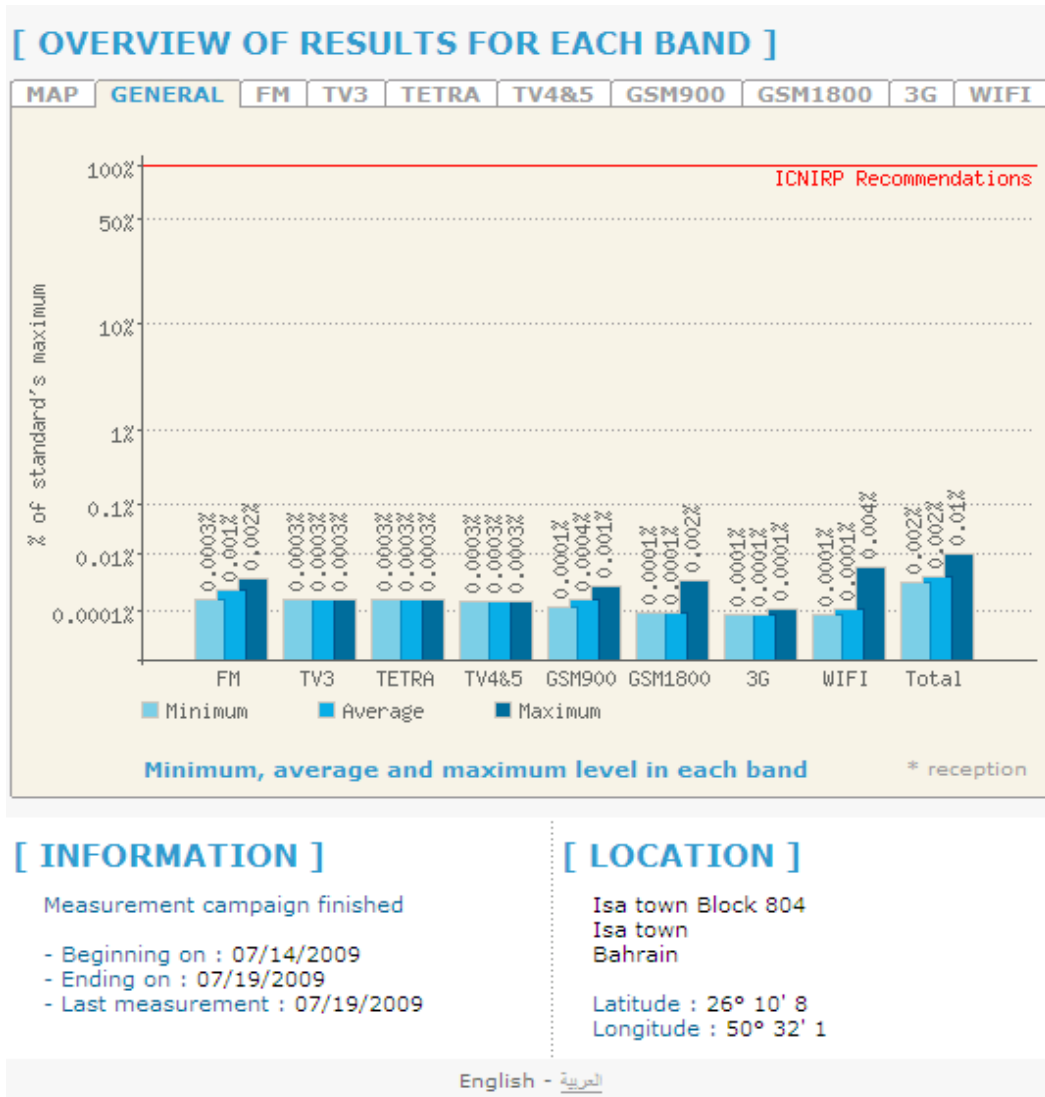 [ OVERVIEW OF RESULTS FOR EACH BAND ]
MAP GENERAL FM TV3 TETRA TV4&5 GSM900 GSM1800 3G WIFI
100%
ICNIRP Recommendations
50%
10%
1%
0.1%
0.01%
0.0001%
% of standard's maximum
0.0003% 0.001% 0.002% 0.0003% 0.0003% 0.0003% 0.0003% 0.0003% 0.0003% 0.0003% 0.0003% 0.0003% 0.0001% 0.0004% 0.001% 0.0001% 0.0001% 0.002% 0.0001% 0.0001% 0.0001% 0.0001% 0.0001% 0.004% 0.002% 0.002% 0.01%
FM TV3 TETRA TV4&5 GSM900 GSM1800 3G WIFI Total
Minimum Average Maximum
Minimum, average and maximum level in each band * reception
[ INFORMATION ]
Measurement campaign finished
- Beginning on : 07/14/2009
- Ending on : 07/19/2009
- Last measurement : 07/19/2009
[ LOCATION ]
Isa town Block 804
Isa town
Bahrain
Latitude : 26° 10' 8
Longitude : 50° 32' 1
English - العربية